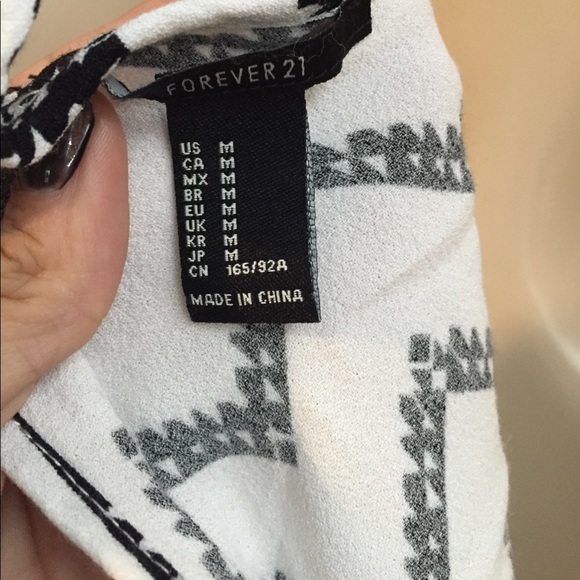 FOREVER 21
US M
CA M
MX M
BR M
EU M
UK M
KR M
JP M
CN 165/92A
MADE IN CHINA